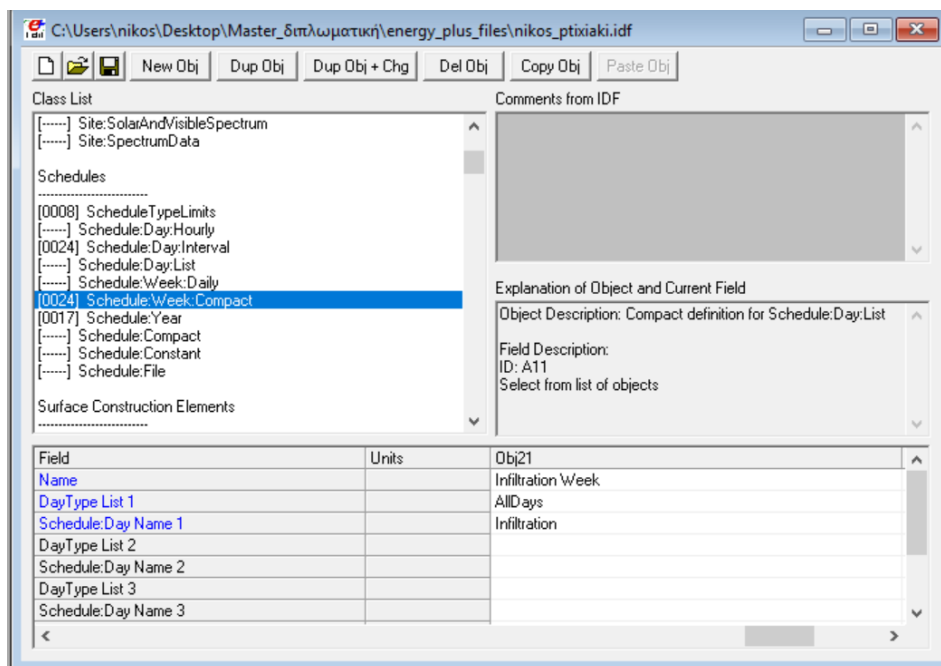 C:\Users\nikos\Desktop\Master_διπλωματική\energy_plus_files\nikos_ptixiaki.idf
New Obj Dup Obj Dup Obj + Chg Del Obj Copy Obj Paste Obj
Class List
[------] Site:SolarAndVisibleSpectrum
[------] Site:SpectrumData
Schedules
---------------------------
[0008] ScheduleTypeLimits
[------] Schedule:Day:Hourly
[0024] Schedule:Day:Interval
[------] Schedule:Day:List
[------] Schedule:Week:Daily
[0024] Schedule:Week:Compact
[0017] Schedule:Year
[------] Schedule:Compact
[------] Schedule:Constant
[------] Schedule:File
Surface Construction Elements
---------------------------
Comments from IDF
Explanation of Object and Current Field
Object Description: Compact definition for Schedule:Day:List
Field Description:
ID: A11
Select from list of objects
Field Units Obj21
Name Infiltration Week
DayType List 1 AllDays
Schedule:Day Name 1 Infiltration
DayType List 2
Schedule:Day Name 2
DayType List 3
Schedule:Day Name 3